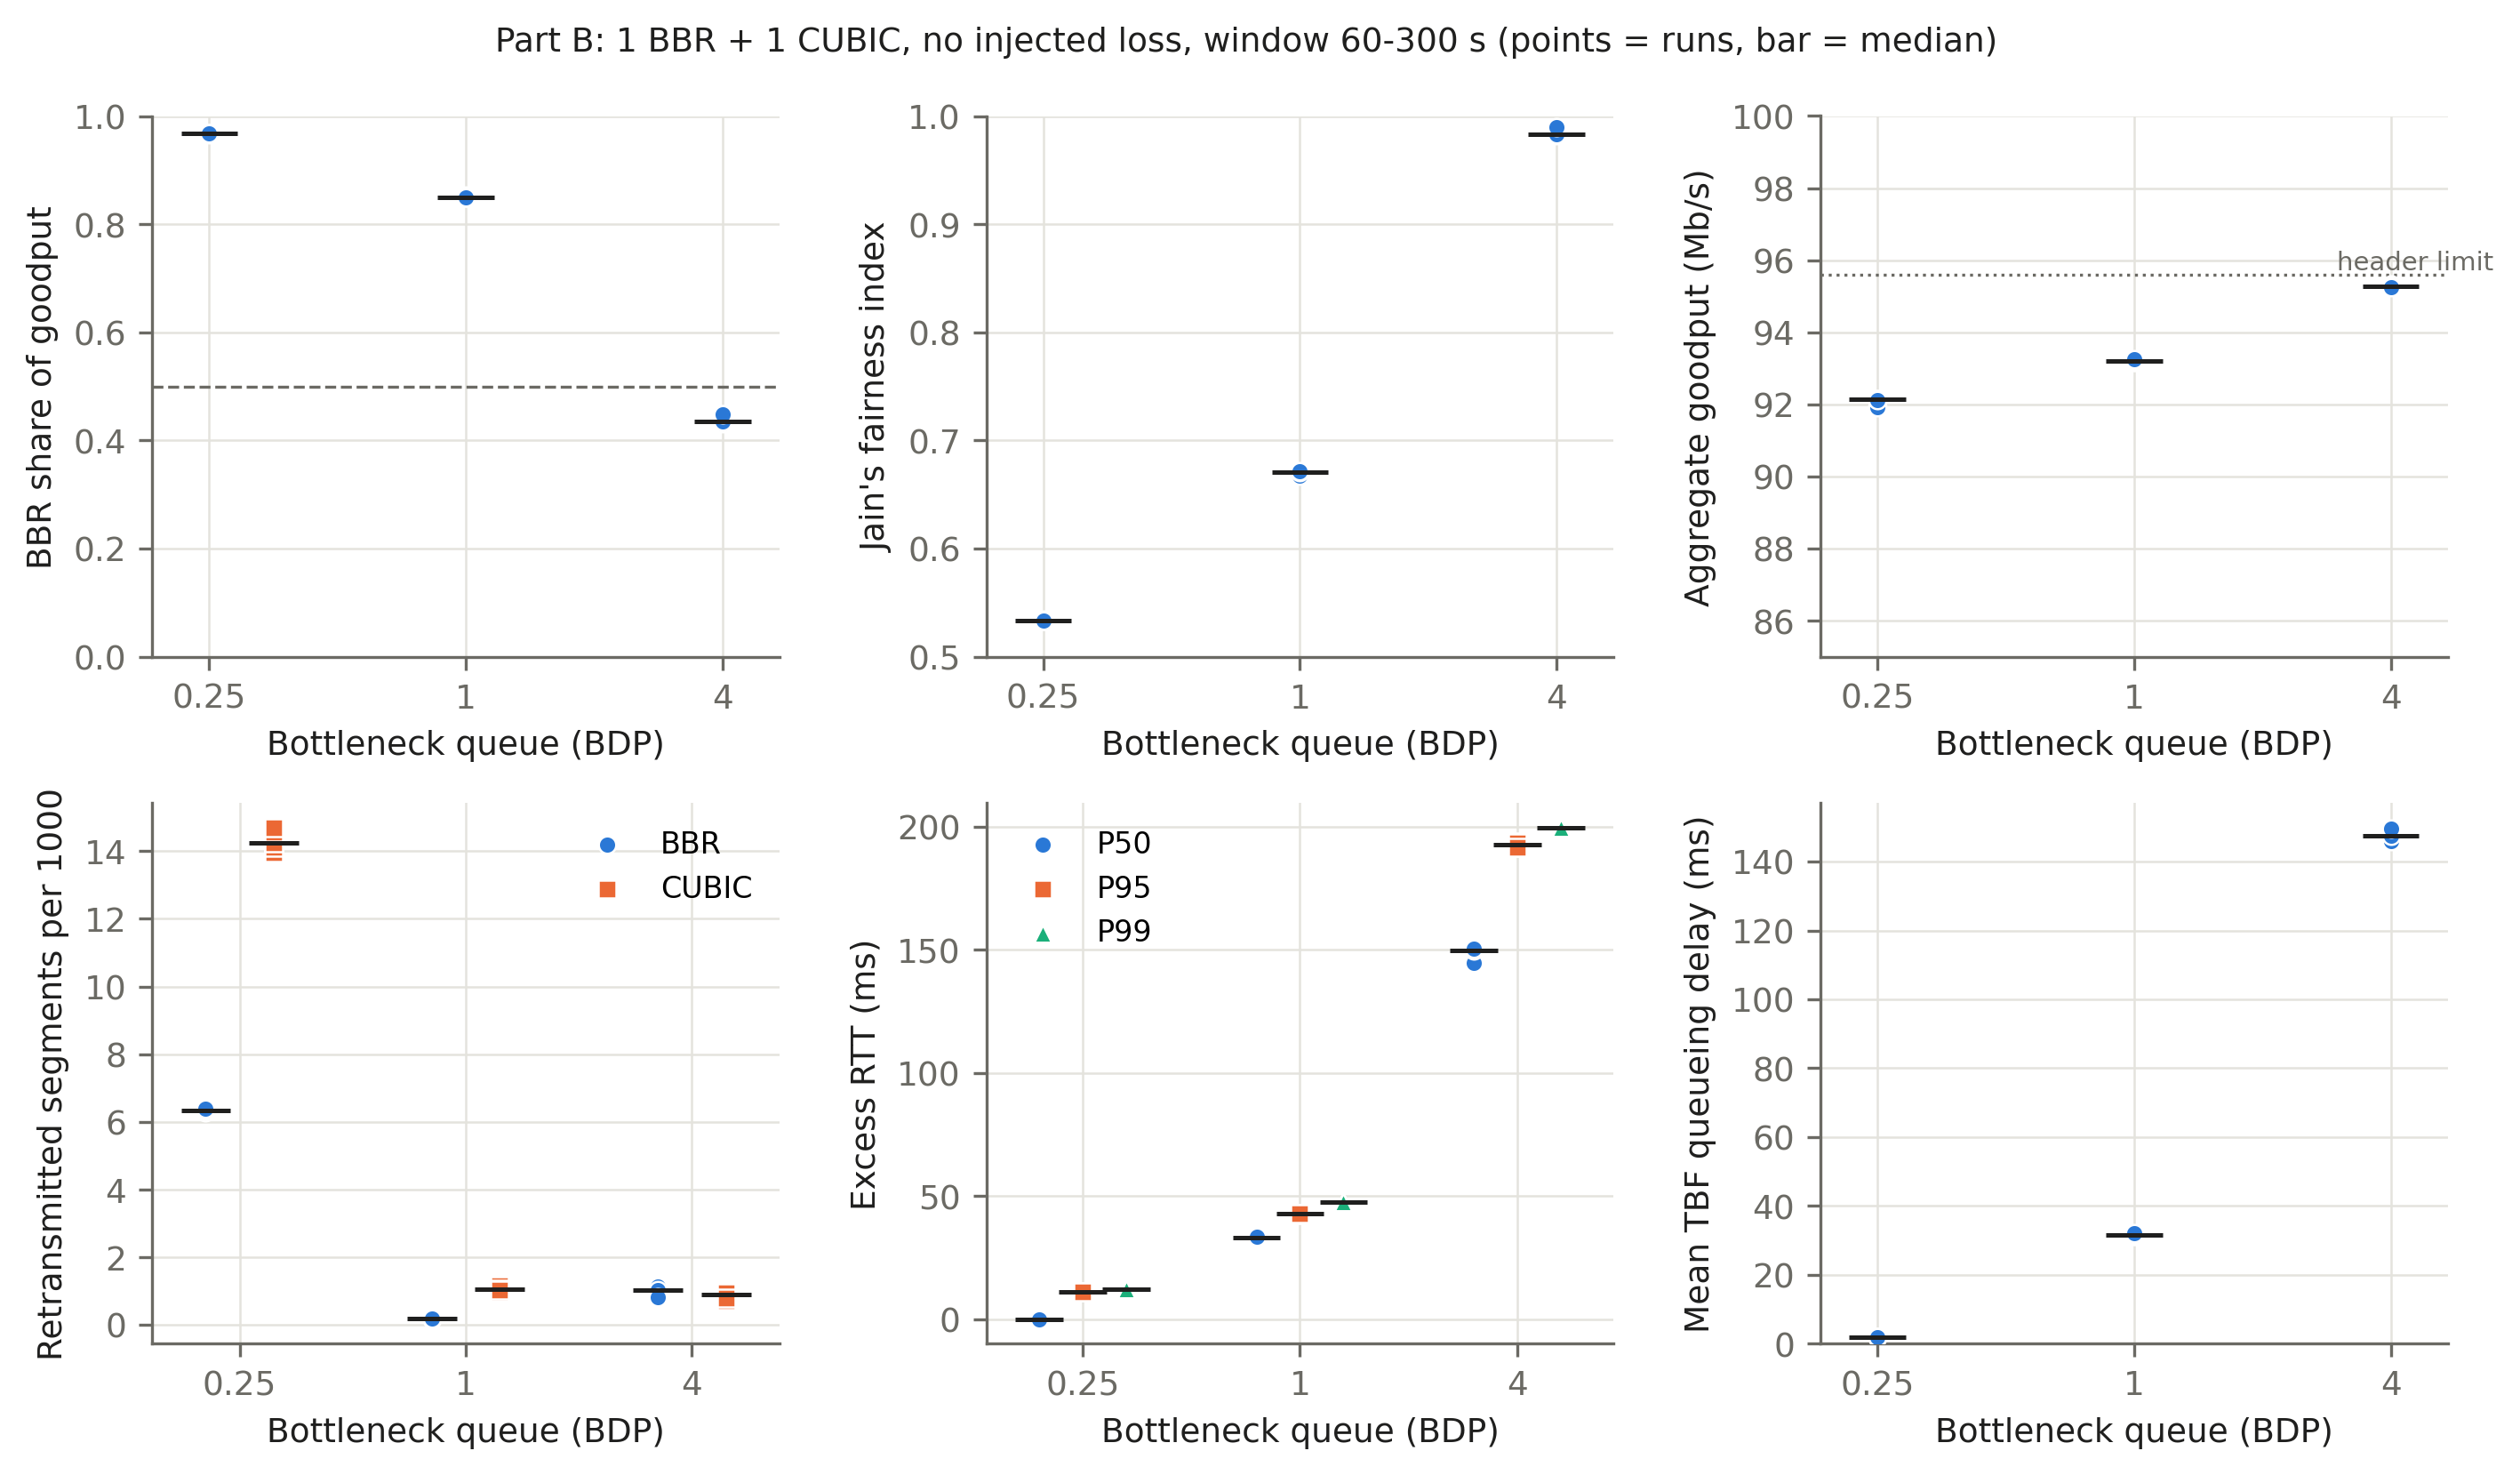 Part B: 1 BBR + 1 CUBIC, no injected loss, window 60-300 s (points = runs, bar = median)
BBR share of goodput
1.0
0.8
0.6
0.4
0.2
0.0
0.25 1 4
Bottleneck queue (BDP)
Jain's fairness index
1.0
0.9
0.8
0.7
0.6
0.5
0.25 1 4
Bottleneck queue (BDP)
Aggregate goodput (Mb/s)
100
98
96
94
92
90
88
86
header limit
0.25 1 4
Bottleneck queue (BDP)
Retransmitted segments per 1000
14
12
10
8
6
4
2
0
BBR
CUBIC
0.25 1 4
Bottleneck queue (BDP)
Excess RTT (ms)
200
150
100
50
0
P50
P95
P99
0.25 1 4
Bottleneck queue (BDP)
Mean TBF queueing delay (ms)
140
120
100
80
60
40
20
0
0.25 1 4
Bottleneck queue (BDP)